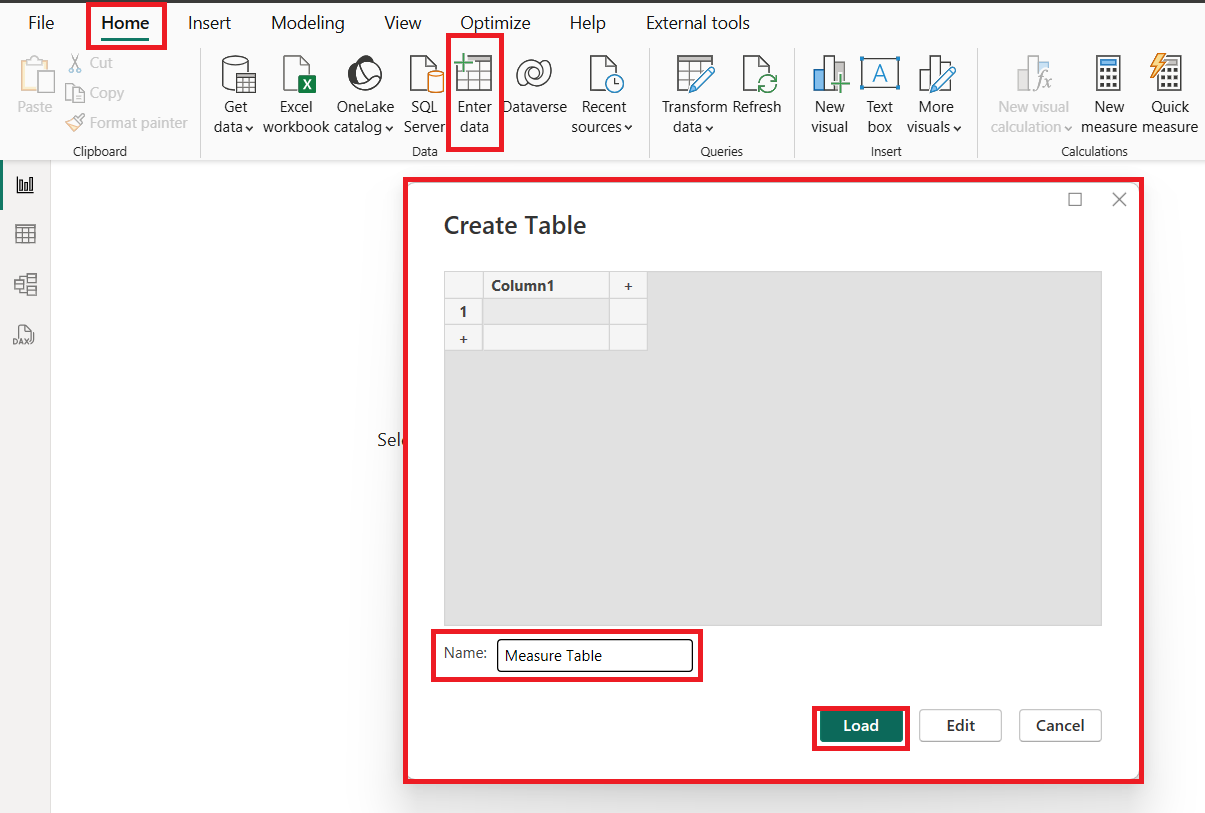 File Home Insert Modeling View Optimize Help External tools
Paste
Cut
Copy
Format painter
Clipboard
Get
data
Excel
workbook
OneLake
catalog
SQL
Server
Enter
data
Dataverse
Recent
sources
Data
Transform
data
Refresh
Queries
New
visual
Text
box
More
visuals
Insert
New visual
calculation
New
measure
Quick
measure
Calculations
X
A
fx
DAX
Create Table
Column1 +
1
+
Sele
Name: Measure Table
Load Edit Cancel